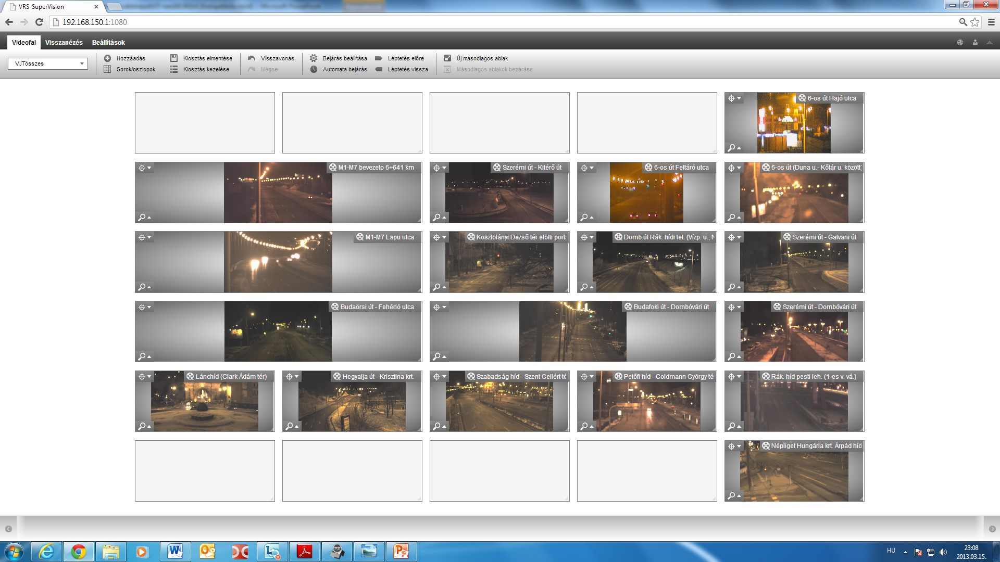 VRS-SuperVision
192.168.150.1:1080
Videofal Visszanézés Beállítások
VJTösszes
Hozzáadás
Sorok/oszlopok
Kiosztás elmentése
Kiosztás kezelése
Visszavonás
Mégse
Bejárás beállítása
Automata bejárás
Léptetés előre
Léptetés vissza
Új másodlagos ablak
Másodlagos ablakok bezárása
6-os út Hajó utca
M1-M7 bevezeto 6+641 km
Szerémi út - Kitérő út
6-os út Feltáró utca
6-os út (Duna u.- Kőtár u. között)
M1-M7 Lapu utca
Kosztolányi Dezső tér előtti portá
Domb.út Rák. hídi fel. (Vízp. u., N
Szerémi út - Galvani út
Budaörsi út - Fehérló utca
Budafoki út - Dombóvári út
Szerémi út - Dombóvári út
Lánchíd (Clark Ádám tér)
Hegyalja út - Krisztina krt.
Szabadság híd - Szent Gellért té
Petőfi híd - Goldmann György tér
Rák. híd pesti leh. (1-es v. vá.)
Népliget Hungária krt. Árpád híd
HU
23:08
2013.03.15.